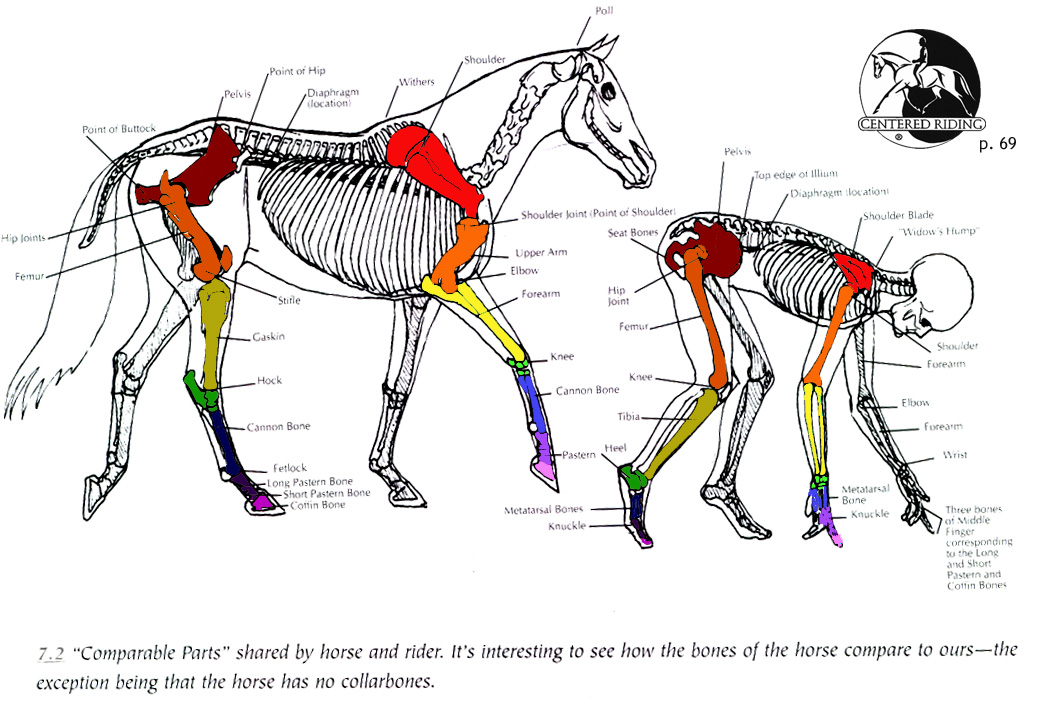 Poll
Shoulder
Point of Hip
Withers
Diaphragm
(location)
Pelvis
Point of Buttock
CENTERED RIDING
®
p. 69
Pelvis
Top edge of Illium
Diaphragm (location)
Shoulder Joint (Point of Shoulder)
Shoulder Blade
Seat Bones
"Widow's Hump"
Hip Joints
Upper Arm
Elbow
Femur
Forearm
Hip
Joint
Stifle
Femur
Gaskin
Shoulder
Knee
Forearm
Hock
Knee
Cannon Bone
Elbow
Tibia
Cannon Bone
Forearm
Pastern
Heel
Wrist
Fetlock
Long Pastern Bone
Short Pastern Bone
Coffin Bone
Metatarsal
Bone
Metatarsal Bones
Knuckle
Knuckle
Three bones
of Middle
Finger
corresponding
to the Long
and Short
Pastern and
Coffin Bones
7.2 "Comparable Parts" shared by horse and rider. It's interesting to see how the bones of the horse compare to ours—the
exception being that the horse has no collarbones.